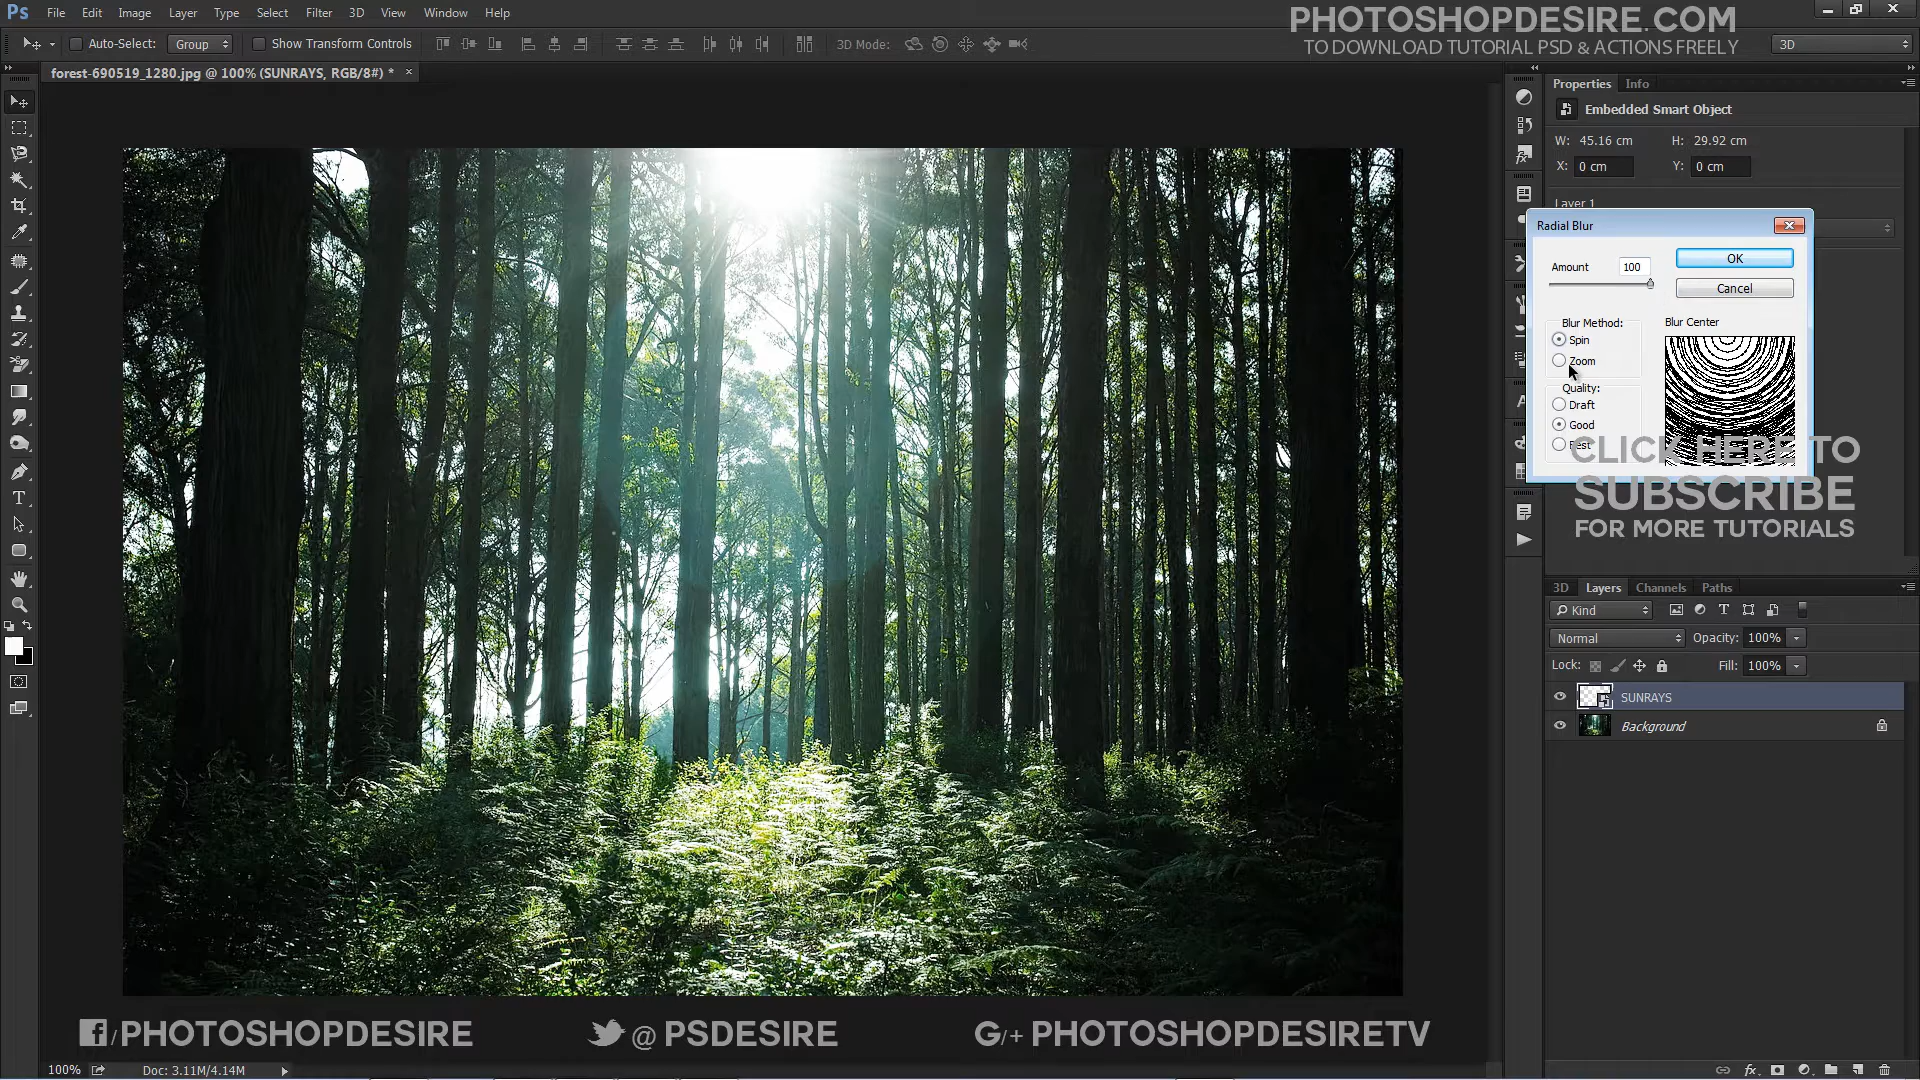 Ps File Edit Image Layer Type Select Filter 3D View Window Help
PHOTOSHOPDESIRE.COM
Auto-Select: Group Show Transform Controls 3D Mode: TO DOWNLOAD TUTORIAL PSD & ACTIONS FREELY 3D
forest-690519_1280.jpg @ 100% (SUNRAYS, RGB/8#) * ×
Properties Info
Embedded Smart Object
W: 45.16 cm H: 29.92 cm
X: 0 cm Y: 0 cm
Layer 1
Radial Blur
Amount 100 OK
Cancel
Blur Method: Blur Center
Spin
Zoom
Quality:
Draft
Good
Best
CLICK HERE TO
SUBSCRIBE
FOR MORE TUTORIALS
3D Layers Channels Paths
Kind
Normal Opacity: 100%
Lock: Fill: 100%
SUNRAYS
Background
f/PHOTOSHOPDESIRE @ PSDESIRE G/+ PHOTOSHOPDESIRETV
100% Doc: 3.11M/4.14M